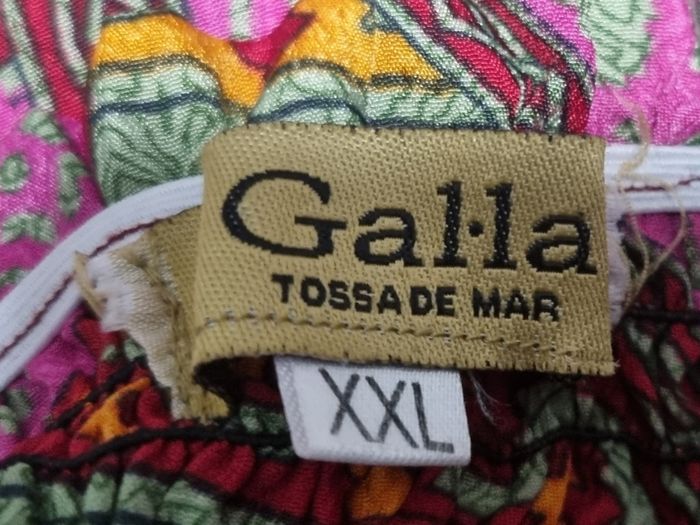 Gal·la
TOSSA DE MAR
XXL